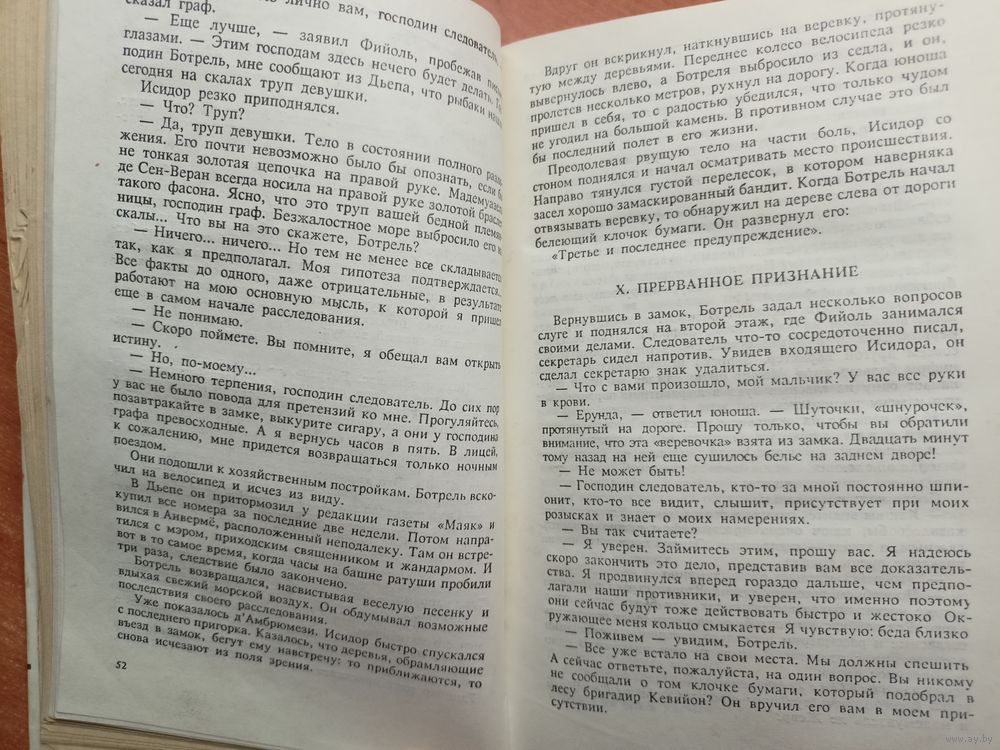 лично вам, господин следователь,
сказал граф.
— Еще лучше, — заявил Фийоль, пробежав
глазами. — Этим господам здесь нечего будет делать.
подин Ботрель, мне сообщают из Дьепа, что рыбаки
сегодня на скалах труп девушки.
Исидор резко приподнялся.
— Что? Труп?
— Да, труп девушки. Тело в состоянии полного
жения. Его почти невозможно было бы опознать, если
не тонкая золотая цепочка на правой руке.
де Сен-Веран всегда носила на правой руке золотой
такого фасона. Ясно, что это труп вашей бедной
ницы, господин граф. Безжалостное море выбросило его
скалы... Что вы на это скажете, Ботрель?
— Ничего... ничего... Но тем не менее все складывается
так, как я предполагал. Моя гипотеза подтверждается.
Все факты до одного, даже отрицательные, в результате
работают на мою основную мысль, к которой я пришел
еще в самом начале расследования.
— Не понимаю.
— Скоро поймете. Вы помните, я обещал вам открыть
истину.
— Но, по-моему...
— Немного терпения, господин следователь. До сих пор
у вас не было повода для претензий ко мне. Прогуляйтесь,
позавтракайте в замке, выкурите сигару, а они у господина
графа превосходные. А я вернусь часов в пять. В лицей,
к сожалению, мне придется возвращаться только ночным
поездом.
Они подошли к хозяйственным постройкам. Ботрель вско-
чил на велосипед и исчез из виду.
В Дьепе он притормозил у редакции газеты «Маяк» и
купил все номера за последние две недели. Потом напра-
вился в Анвермё, расположенный неподалеку. Там он встре-
тился с мэром, приходским священником и жандармом. И
вот в то самое время, когда часы на башне ратуши пробили
три раза, следствие было закончено.
Ботрель возвращался, насвистывая веселую песенку и
вдыхая свежий морской воздух. Он обдумывал возможные
последствия своего расследования.
Уже показалось д'Амбрюмези. Исидор быстро спускался
с последнего пригорка. Казалось, что деревья, обрамляющие
въезд в замок, бегут ему навстречу: то приближаются, то
снова исчезают из поля зрения.
52
Вдруг он вскрикнул, наткнувшись на веревку, протяну-
тую между деревьями. Переднее колесо велосипеда резко
вывернулось влево, а Ботреля выбросило из седла, и он,
пролетев несколько метров, рухнул на дорогу. Когда юноша
пришел в себя, то с радостью убедился, что только чудом
не угодил на большой камень. В противном случае это был
бы последний полет в его жизни.
Преодолевая рвущую тело на части боль, Исидор со
стоном поднялся и начал осматривать место происшествия.
Направо тянулся густой перелесок, в котором наверняка
засел хорошо замаскированный бандит. Когда Ботрель начал
отвязывать веревку, то обнаружил на дереве слева от дороги
белеющий клочок бумаги. Он развернул его:
«Третье и последнее предупреждение».
X. ПРЕРВАННОЕ ПРИЗНАНИЕ
Вернувшись в замок, Ботрель задал несколько вопросов
слуге и поднялся на второй этаж, где Фийоль занимался
своими делами. Следователь что-то сосредоточенно писал,
секретарь сидел напротив. Увидев входящего Исидора, он
сделал секретарю знак удалиться.
— Что с вами произошло, мой мальчик? У вас все руки
в крови.
— Ерунда, — ответил юноша. — Шуточки, «шнурочек»,
протянутый на дороге. Прошу только, чтобы вы обратили
внимание, что эта «веревочка» взята из замка. Двадцать минут
тому назад на ней еще сушилось белье на заднем дворе!
— Не может быть!
— Господин следователь, кто-то за мной постоянно шпи-
онит, кто-то все видит, слышит, присутствует при моих
розысках и знает о моих намерениях.
— Вы так считаете?
— Я уверен. Займитесь этим, прошу вас. Я надеюсь
скоро закончить это дело, представив вам все доказатель-
ства. Я продвинулся вперед гораздо дальше, чем предпо-
лагали наши противники, и уверен, что именно поэтому
они сейчас будут тоже действовать быстро и жестоко Ок-
ружающее меня кольцо смыкается Я чувствую: беда близко
— Поживем — увидим, Ботрель.
— Все уже встало на свои места. Мы должны спешить
А сейчас ответьте, пожалуйста, на один вопрос. Вы никому
не сообщали о том клочке бумаги, который подобрал в
лесу бригадир Кевийон? Он вручил его вам в моем при-
сутствии.
www.ay.by